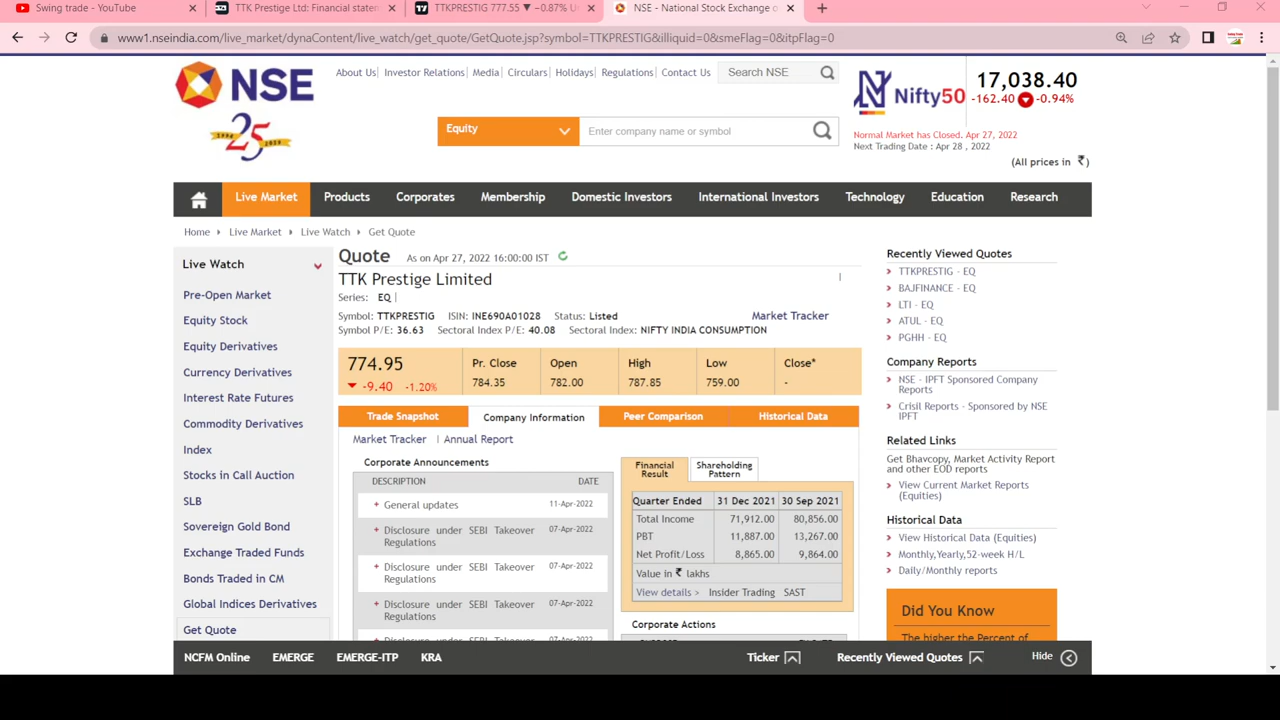 Swing trade - YouTube
TTK Prestige Ltd: Financial statem
TTKPRESTIG 777.55 ▼ −0.87% U
NSE - National Stock Exchange o
www1.nseindia.com/live_market/dynaContent/live_watch/get_quote/GetQuote.jsp?symbol=TTKPRESTIG&illiquid=0&smeFlag=0&itpFlag=0
NSE
25
About Us
Investor Relations
Media
Circulars
Holidays
Regulations
Contact Us
Search NSE
Equity
Enter company name or symbol
Nifty50
17,038.40
-162.40 -0.94%
Normal Market has Closed. Apr 27, 2022
Next Trading Date : Apr 28 , 2022
(All prices in ₹)
Live Market
Products
Corporates
Membership
Domestic Investors
International Investors
Technology
Education
Research
Home
Live Market
Live Watch
Get Quote
Live Watch
Pre-Open Market
Equity Stock
Equity Derivatives
Currency Derivatives
Interest Rate Futures
Commodity Derivatives
Index
Stocks in Call Auction
SLB
Sovereign Gold Bond
Exchange Traded Funds
Bonds Traded in CM
Global Indices Derivatives
Get Quote
Quote As on Apr 27, 2022 16:00:00 IST
TTK Prestige Limited
Series: EQ |
Symbol: TTKPRESTIG ISIN: INE690A01028 Status: Listed
Market Tracker
Symbol P/E: 36.63 Sectoral Index P/E: 40.08 Sectoral Index: NIFTY INDIA CONSUMPTION
774.95
▼ -9.40 -1.20%
Pr. Close
784.35
Open
782.00
High
787.85
Low
759.00
Close*
-
Trade Snapshot
Company Information
Peer Comparison
Historical Data
Market Tracker | Annual Report
Corporate Announcements
DESCRIPTION DATE
General updates 11-Apr-2022
Disclosure under SEBI Takeover 07-Apr-2022
Regulations
Disclosure under SEBI Takeover 07-Apr-2022
Regulations
Disclosure under SEBI Takeover 07-Apr-2022
Regulations
Disclosure under SEBI Takeover 07-Apr-2022
Financial
Result
Shareholding
Pattern
Quarter Ended 31 Dec 2021 30 Sep 2021
Total Income 71,912.00 80,856.00
PBT 11,887.00 13,267.00
Net Profit/Loss 8,865.00 9,864.00
Value in ₹ lakhs
View details > Insider Trading SAST
Corporate Actions
Recently Viewed Quotes
TTKPRESTIG - EQ
BAJFINANCE - EQ
LTI - EQ
ATUL - EQ
PGHH - EQ
Company Reports
NSE - IPFT Sponsored Company
Reports
Crisil Reports - Sponsored by NSE
IPFT
Related Links
Get Bhavcopy, Market Activity Report
and other EOD reports
View Current Market Reports
(Equities)
Historical Data
View Historical Data (Equities)
Monthly,Yearly,52-week H/L
Daily/Monthly reports
Did You Know
The higher the Percent of
NCFM Online
EMERGE
EMERGE-ITP
KRA
Ticker
Recently Viewed Quotes
Hide